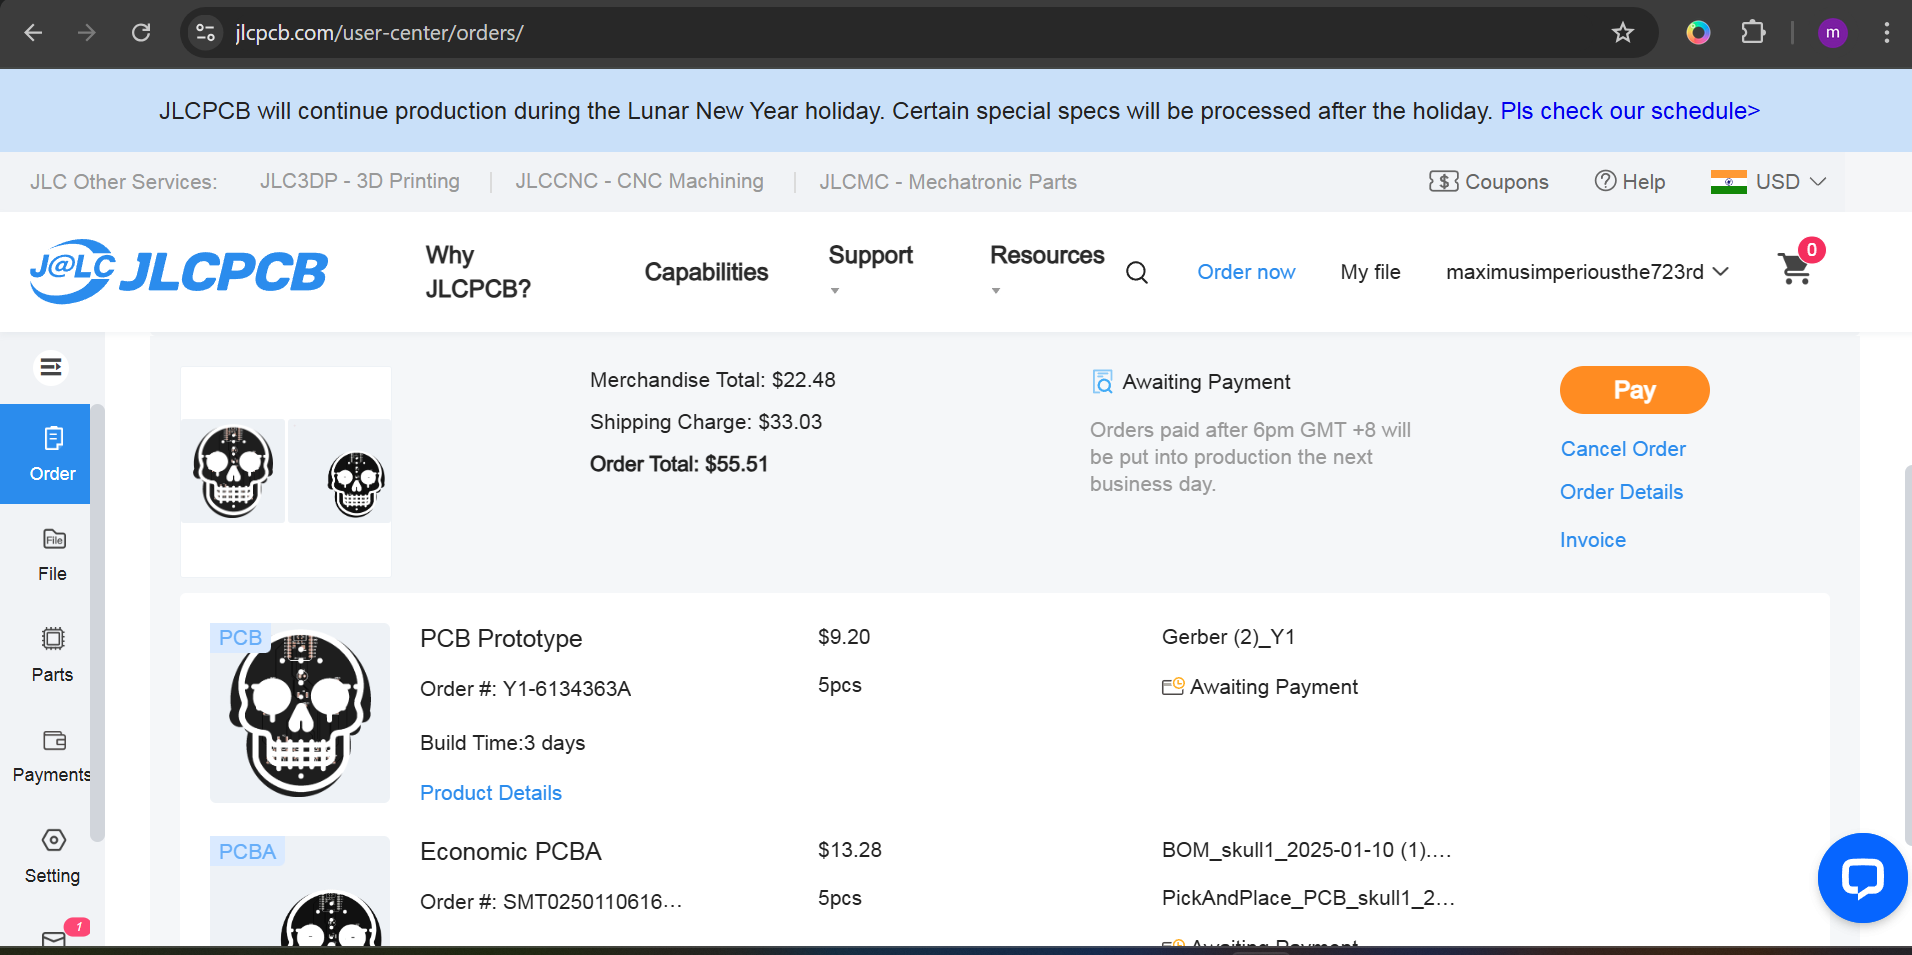 jlcpcb.com/user-center/orders/
m
JLCPCB will continue production during the Lunar New Year holiday. Certain special specs will be processed after the holiday. Pls check our schedule>
JLC Other Services: JLC3DP - 3D Printing JLCCNC - CNC Machining JLCMC - Mechatronic Parts Coupons Help USD
J@LC JLCPCB
Why JLCPCB?
Capabilities
Support
Resources
Order now
My file
maximusimperiousthe723rd
0
Order
File
File
Parts
Payments
Setting
1
Merchandise Total: $22.48
Shipping Charge: $33.03
Order Total: $55.51
Awaiting Payment
Orders paid after 6pm GMT +8 will
be put into production the next
business day.
Pay
Cancel Order
Order Details
Invoice
PCB
PCB Prototype $9.20 Gerber (2)_Y1
Order #: Y1-6134363A 5pcs Awaiting Payment
Build Time:3 days
Product Details
PCBA
Economic PCBA $13.28 BOM_skull1_2025-01-10 (1)....
Order #: SMT0250110616... 5pcs PickAndPlace_PCB_skull1_2...
Awaiting Payment